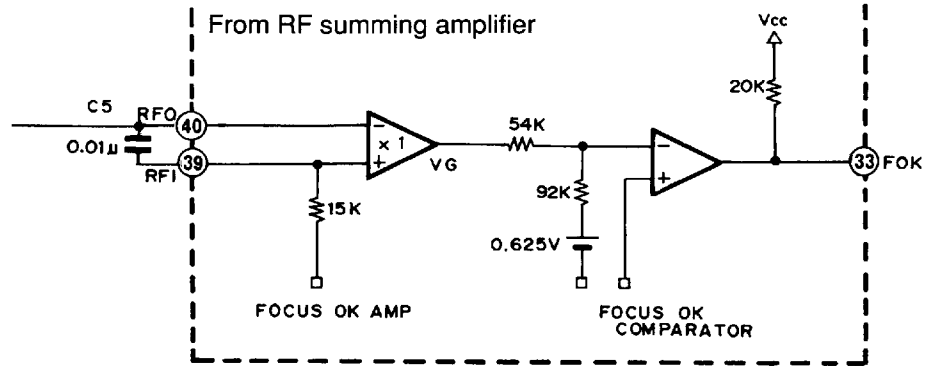 From RF summing amplifier
Vcc
20K
C5
RFO
40
0.01μ
RFI
39
− × 1 +
VG
54K
− +
33 FOK
15K
92K
0.625V
FOCUS OK AMP
FOCUS OK
COMPARATOR